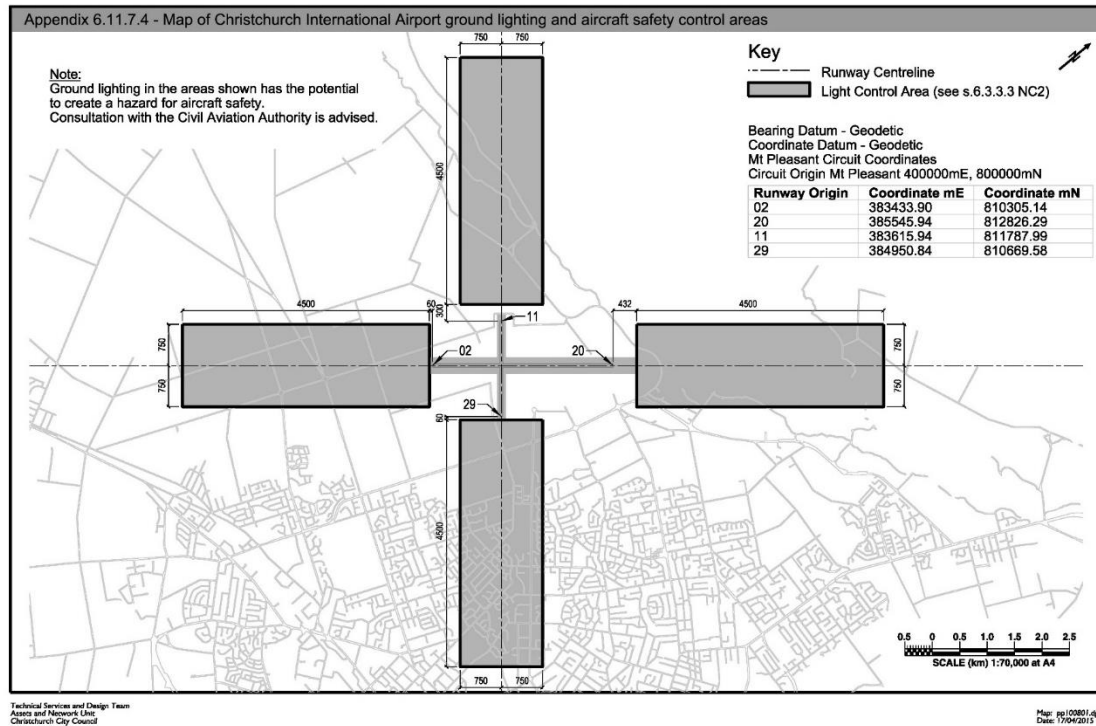 Appendix 6.11.7.4 - Map of Christchurch International Airport ground lighting and aircraft safety control areas
750 750
Note:
Ground lighting in the areas shown has the potential
to create a hazard for aircraft safety.
Consultation with the Civil Aviation Authority is advised.
Key
Runway Centreline
Light Control Area (see s.6.3.3.3 NC2)
Bearing Datum - Geodetic
Coordinate Datum - Geodetic
Mt Pleasant Circuit Coordinates
Circuit Origin Mt Pleasant 400000mE, 800000mN
Runway Origin Coordinate mE Coordinate mN
02 383433.90 810305.14
20 385545.94 812826.29
11 383615.94 811787.99
29 384950.84 810669.58
4500
4500 60 300 432 4500
11
750 02 20 750
750 750
29
60
4500
750 750
0.5 0 0.5 1.0 1.5 2.0 2.5
SCALE (km) 1:70,000 at A4
Technical Services and Design Team
Assets and Network Unit
Christchurch City Council
Date: 17/04/2015